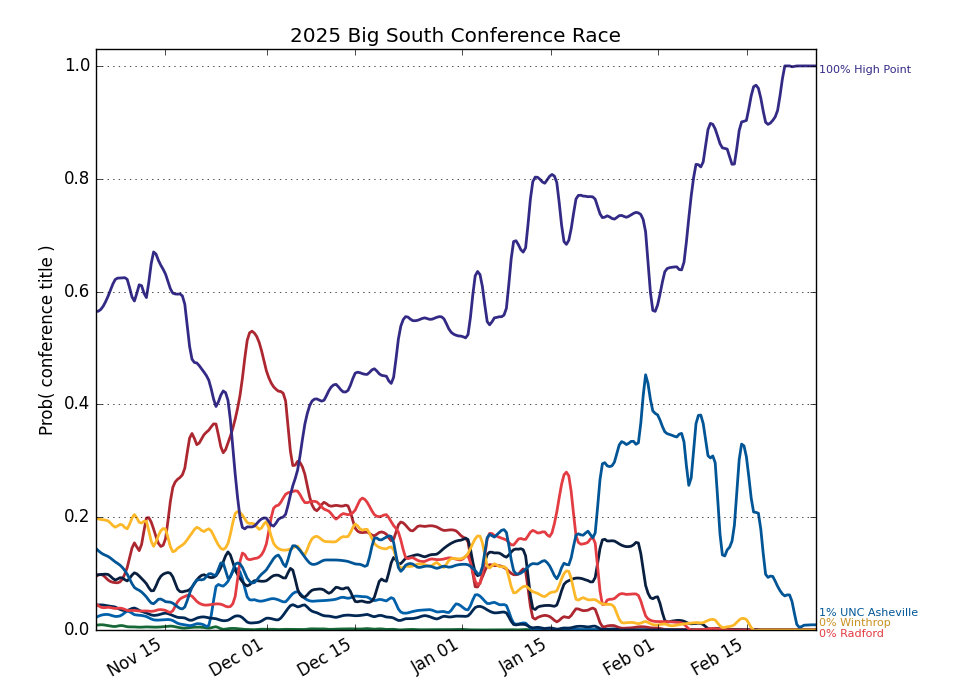 2025 Big South Conference Race
1.0
0.8
0.6
0.4
0.2
0.0
Prob( conference title )
100% High Point
1% UNC Asheville
0% Winthrop
0% Radford
Nov 15
Dec 01
Dec 15
Jan 01
Jan 15
Feb 01
Feb 15